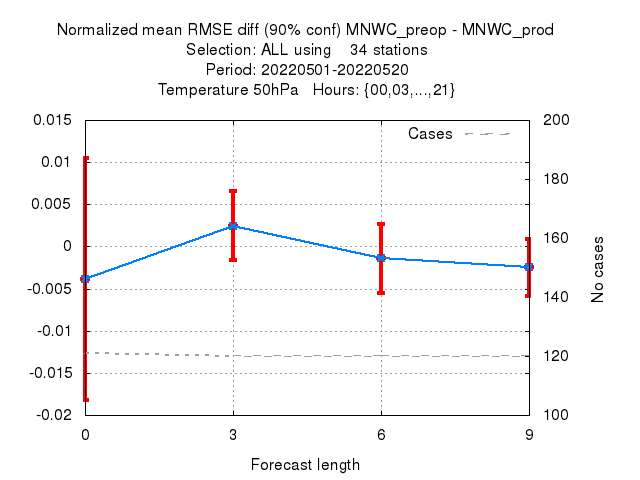 Normalized mean RMSE diff (90% conf) MNWC_preop - MNWC_prod
Selection: ALL using    34 stations
Period: 20220501-20220520
Temperature 50hPa   Hours: {00,03,...,21}
Cases
0.015
0.01
0.005
0
-0.005
-0.01
-0.015
-0.02
200
180
160
140
120
100
No cases
0 3 6 9
Forecast length